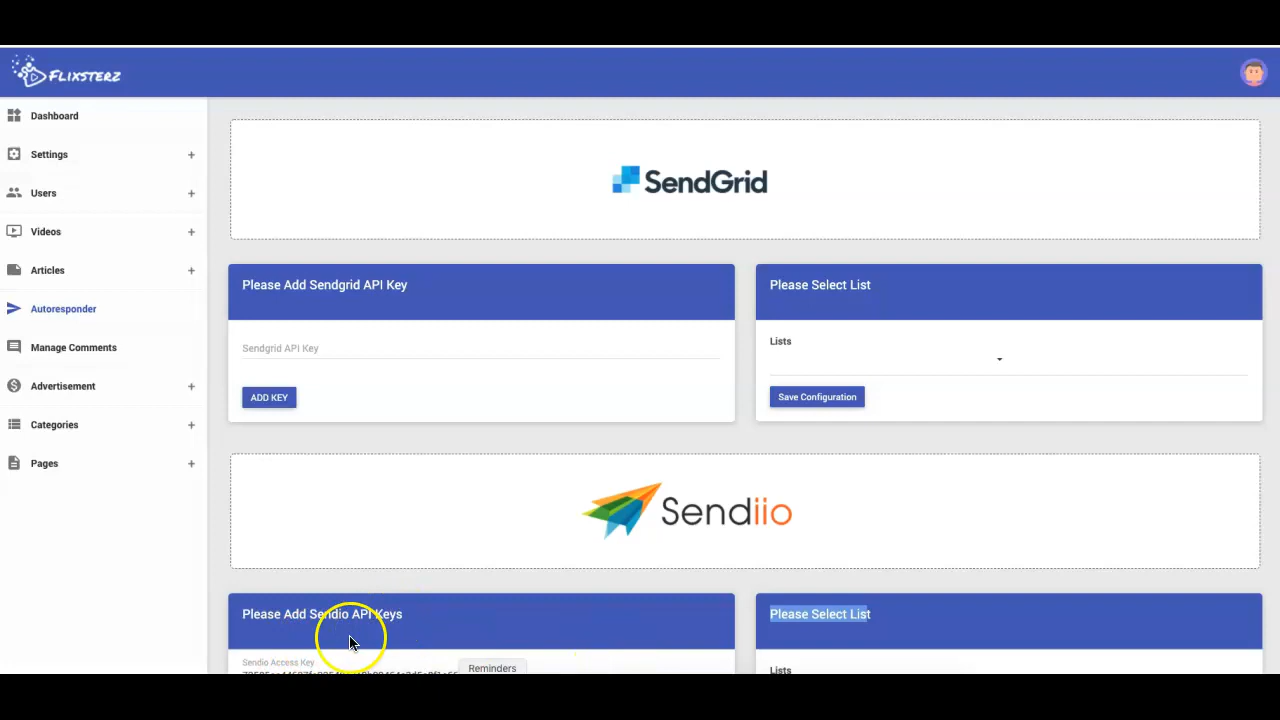 FLIXSTERZ
Dashboard
Settings +
Users +
Videos +
Articles +
Autoresponder
Manage Comments
Advertisement +
Categories +
Pages +
SendGrid
Please Add Sendgrid API Key
Sendgrid API Key
ADD KEY
Please Select List
Lists
Save Configuration
Sendiio
Please Add Sendio API Keys
Sendio Access Key
Reminders
Please Select List
Lists